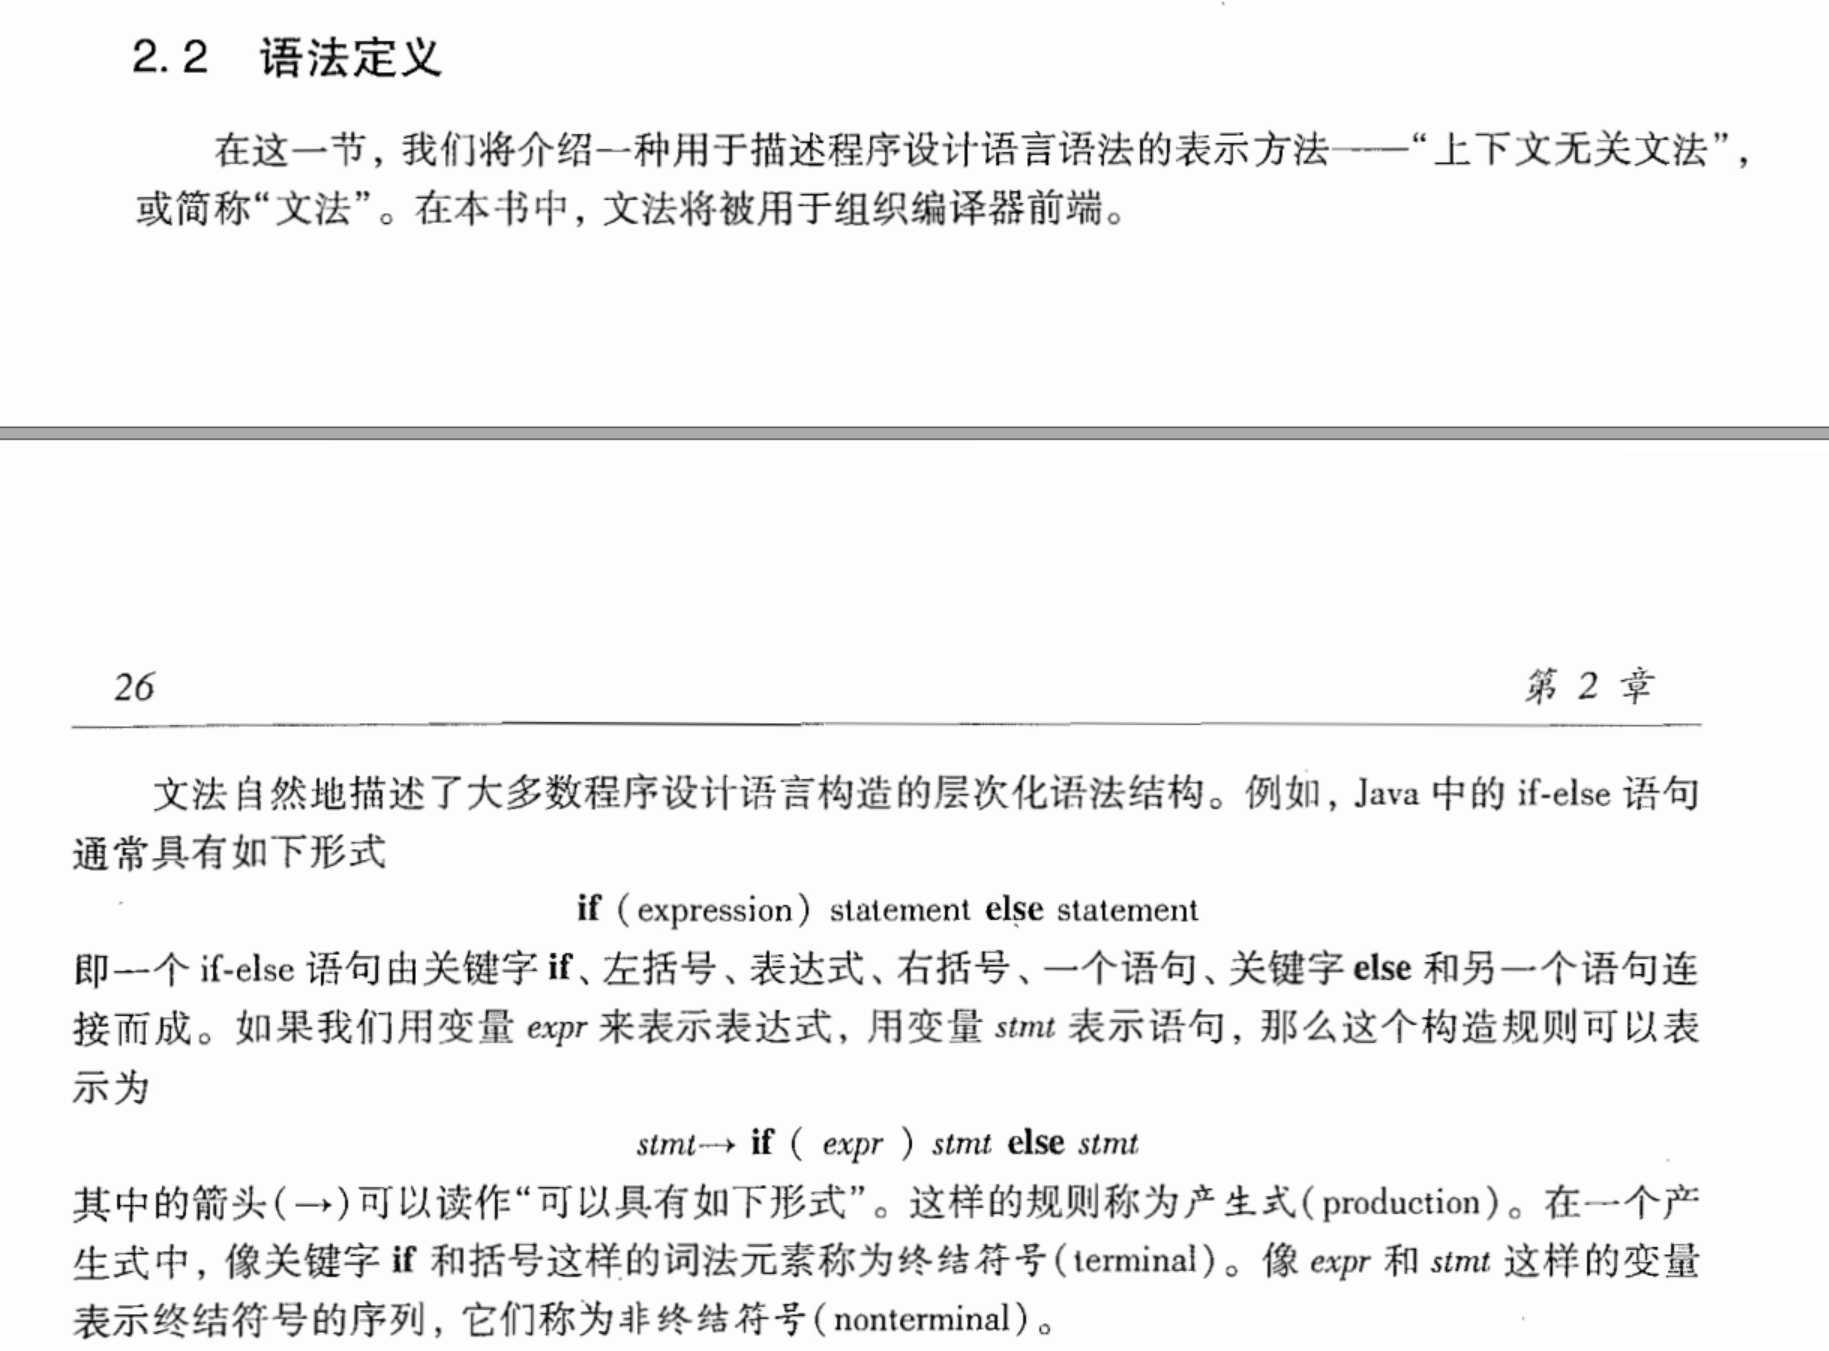 2.2 语法定义
在这一节，我们将介绍一种用于描述程序设计语言语法的表示方法——“上下文无关文法”，
或简称“文法”。在本书中，文法将被用于组织编译器前端。
26 第 2 章
文法自然地描述了大多数程序设计语言构造的层次化语法结构。例如，Java 中的 if-else 语句
通常具有如下形式
if (expression) statement else statement
即一个 if-else 语句由关键字 if、左括号、表达式、右括号、一个语句、关键字 else 和另一个语句连
接而成。如果我们用变量 expr 来表示表达式，用变量 stmt 表示语句，那么这个构造规则可以表
示为
stmt→ if ( expr ) stmt else stmt
其中的箭头(→)可以读作“可以具有如下形式”。这样的规则称为产生式(production)。在一个产
生式中，像关键字 if 和括号这样的词法元素称为终结符号(terminal)。像 expr 和 stmt 这样的变量
表示终结符号的序列，它们称为非终结符号(nonterminal)。